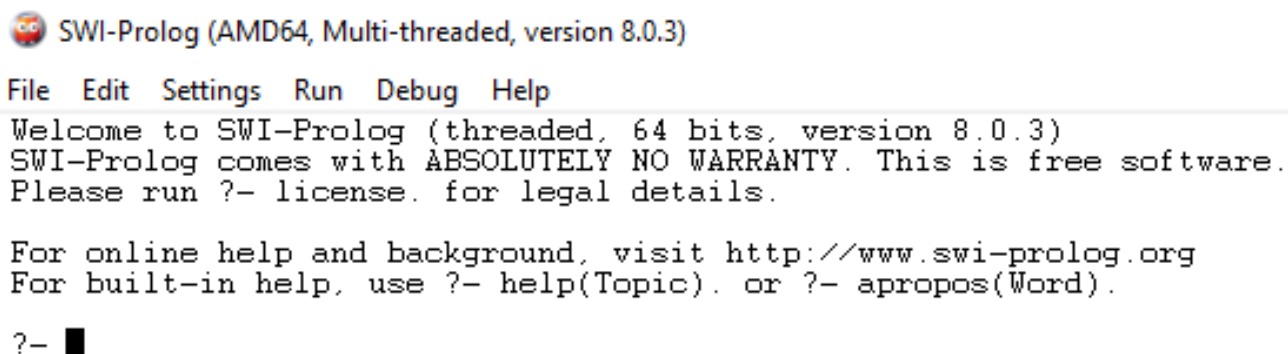 SWI-Prolog (AMD64, Multi-threaded, version 8.0.3)
File Edit Settings Run Debug Help
Welcome to SWI-Prolog (threaded, 64 bits, version 8.0.3)
SWI-Prolog comes with ABSOLUTELY NO WARRANTY. This is free software.
Please run ?- license. for legal details.
For online help and background, visit http://www.swi-prolog.org
For built-in help, use ?- help(Topic). or ?- apropos(Word).
?-